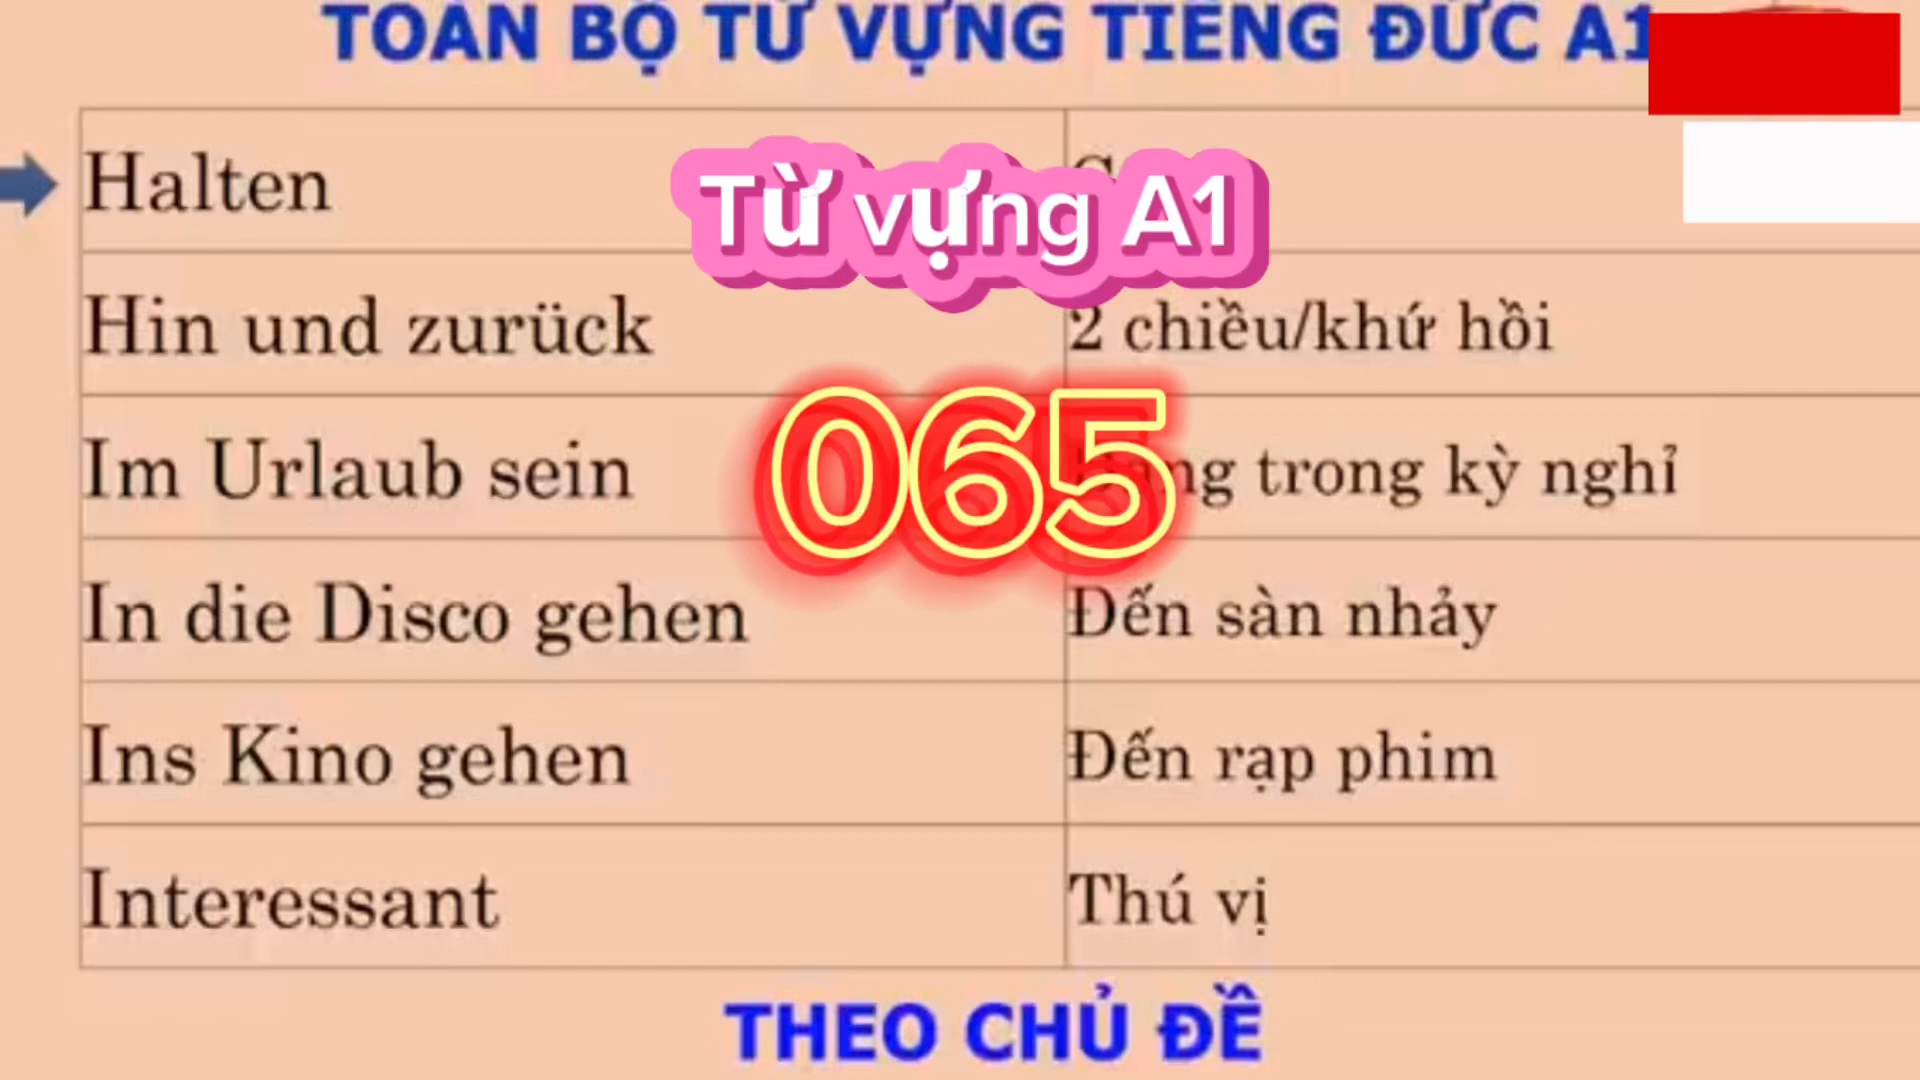 TOÀN BỘ TỪ VỰNG TIẾNG ĐỨC A1
Halten
Từ vựng A1
Hin und zurück
2 chiều/khứ hồi
065
Im Urlaub sein
trong kỳ nghỉ
In die Disco gehen
Đến sàn nhảy
Ins Kino gehen
Đến rạp phim
Interessant
Thú vị
THEO CHỦ ĐỀ